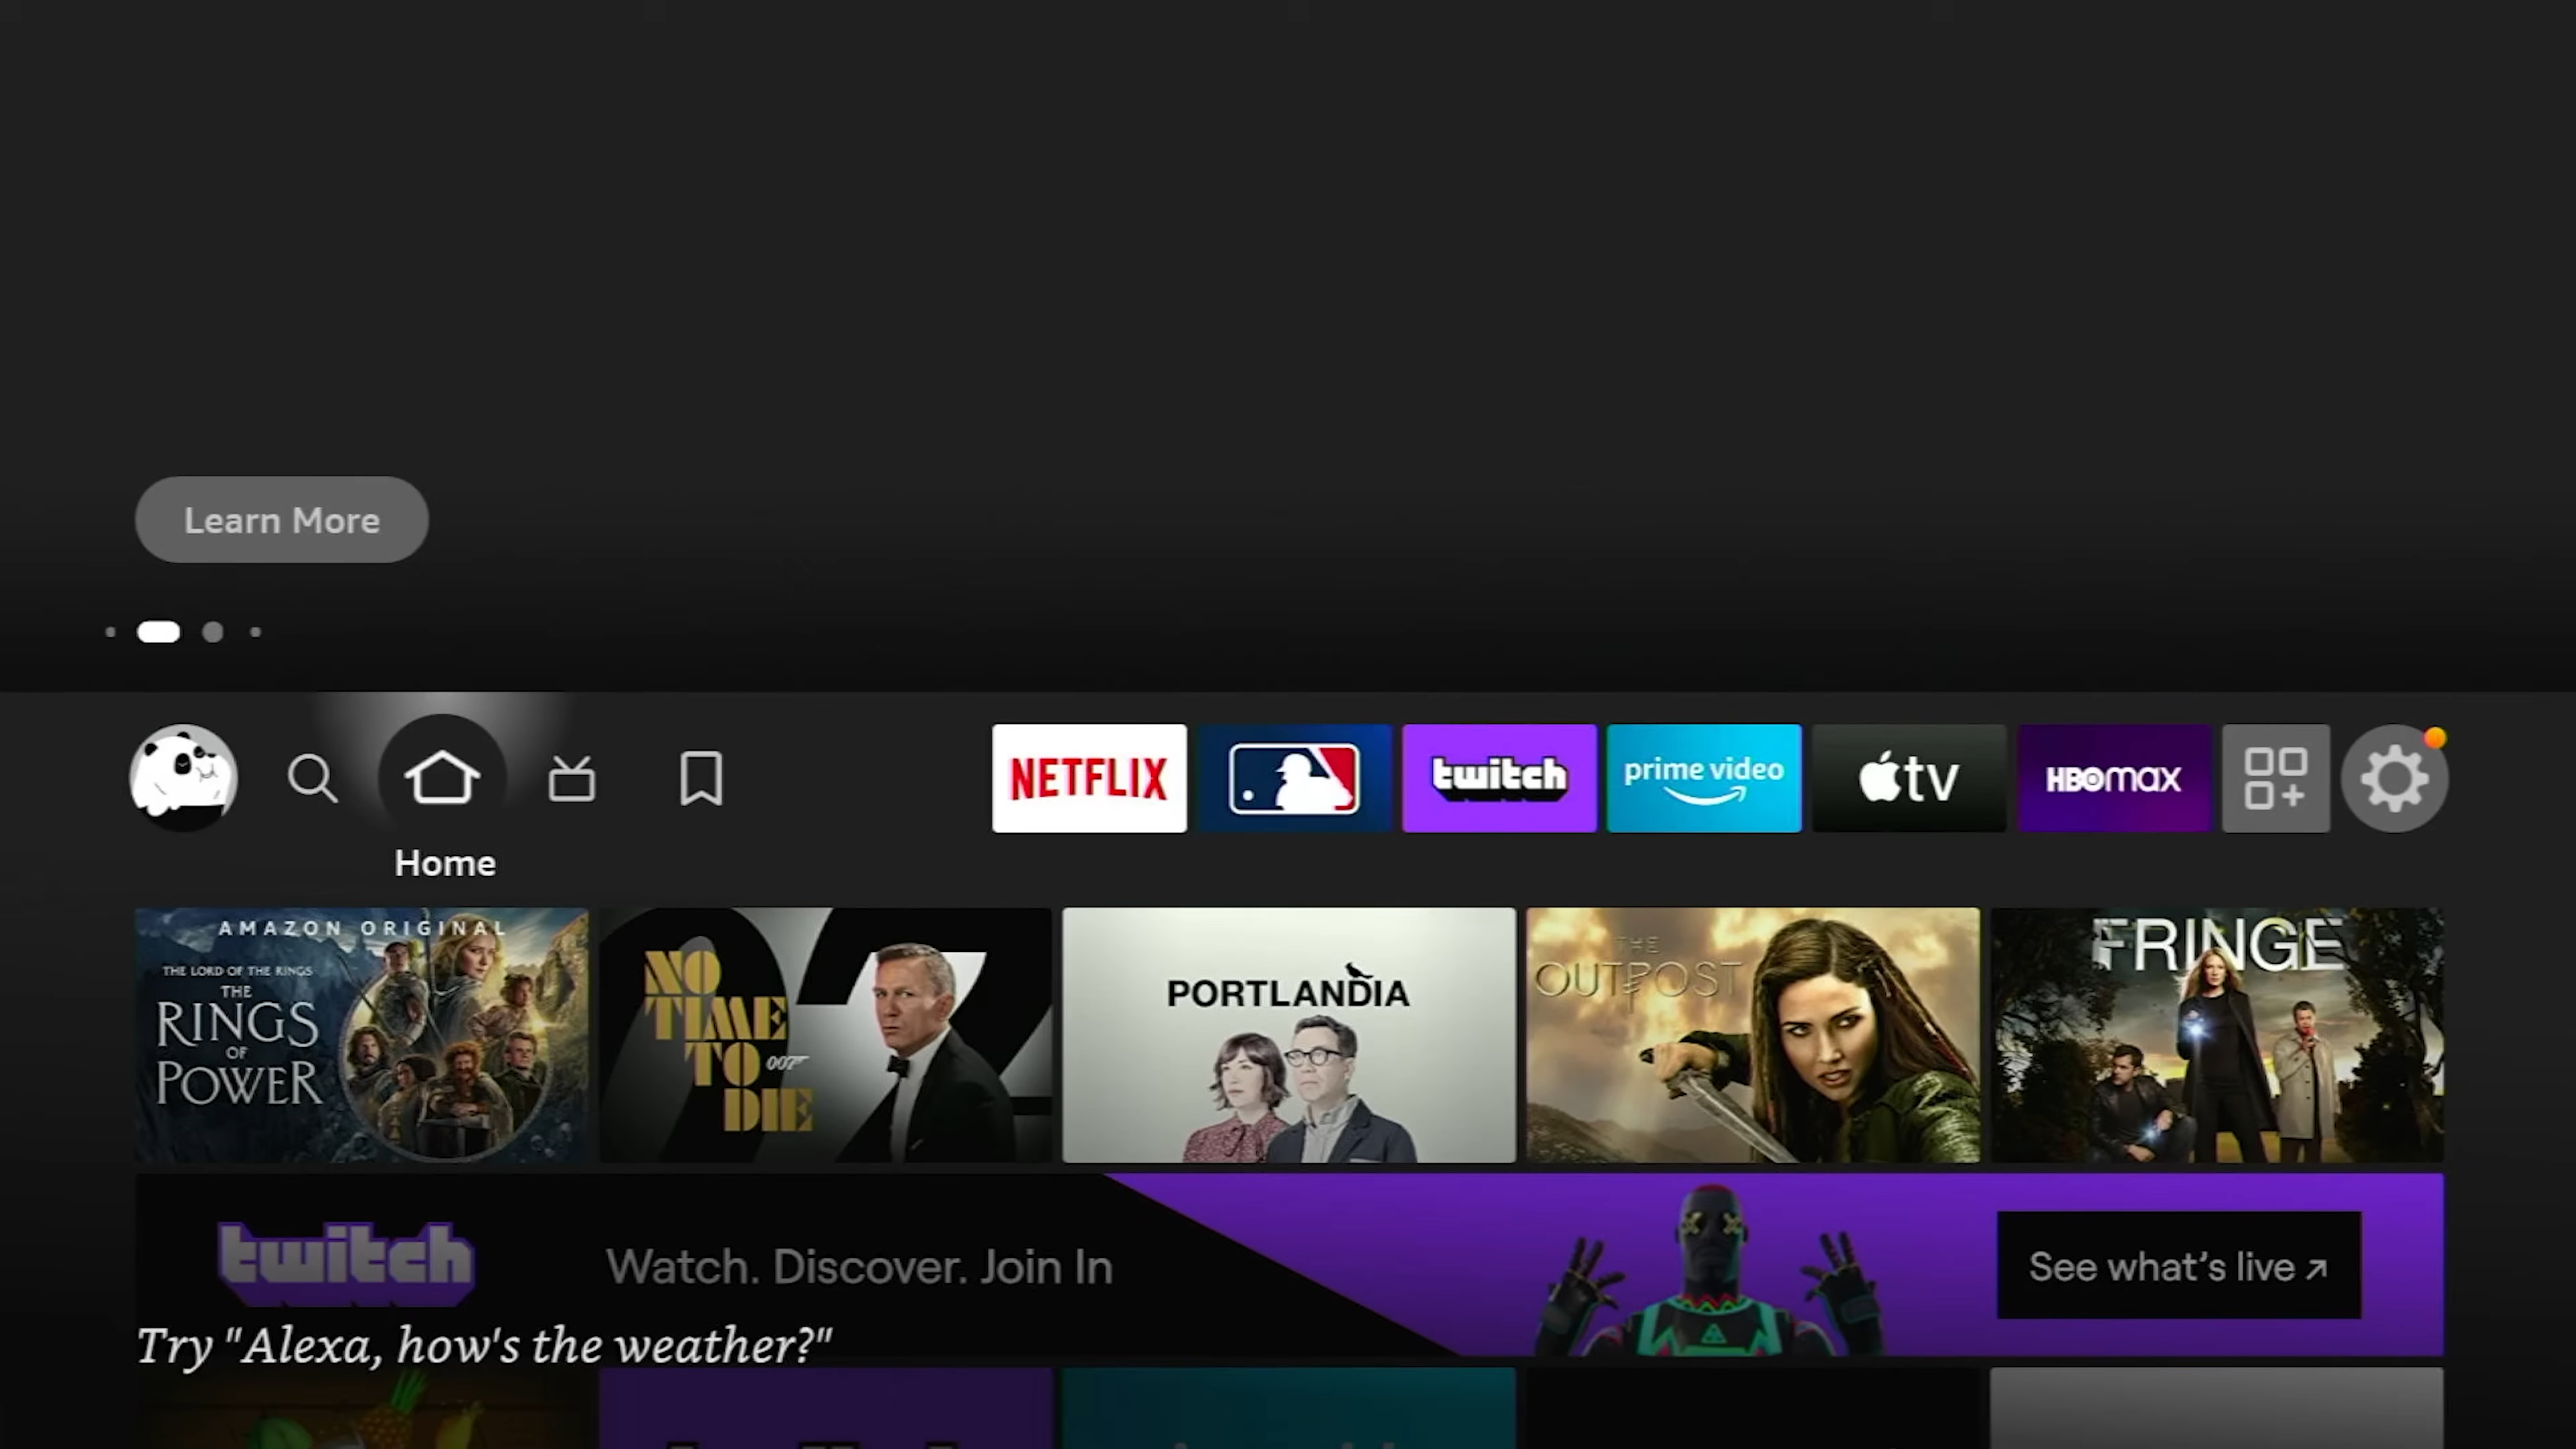 Learn More
NETFLIX
twitch
prime video
tv
HBOmax
Home
AMAZON ORIGINAL
THE LORD OF THE RINGS
THE
RINGS
OF
POWER
NO
TIME
TO 007
DIE
PORTLANDIA
THE
OUTPOST
FRINGE
twitch
Watch. Discover. Join In
See what's live ↗
Try "Alexa, how's the weather?"